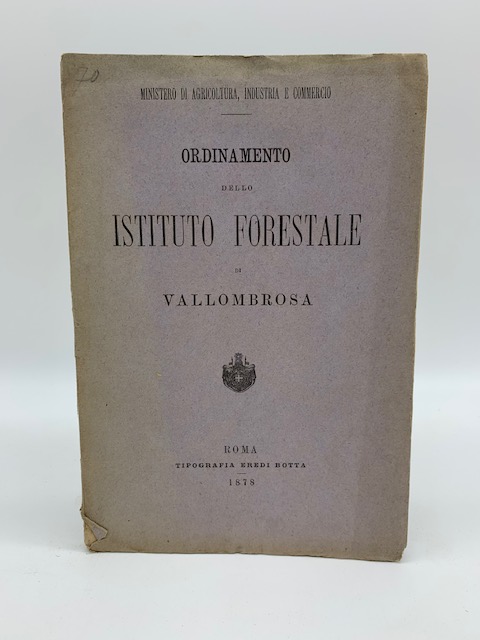 70
MINISTERO DI AGRICOLTURA, INDUSTRIA E COMMERCIO
ORDINAMENTO
DELLO
ISTITUTO FORESTALE
DI
VALLOMBROSA
ROMA
TIPOGRAFIA EREDI BOTTA
1878